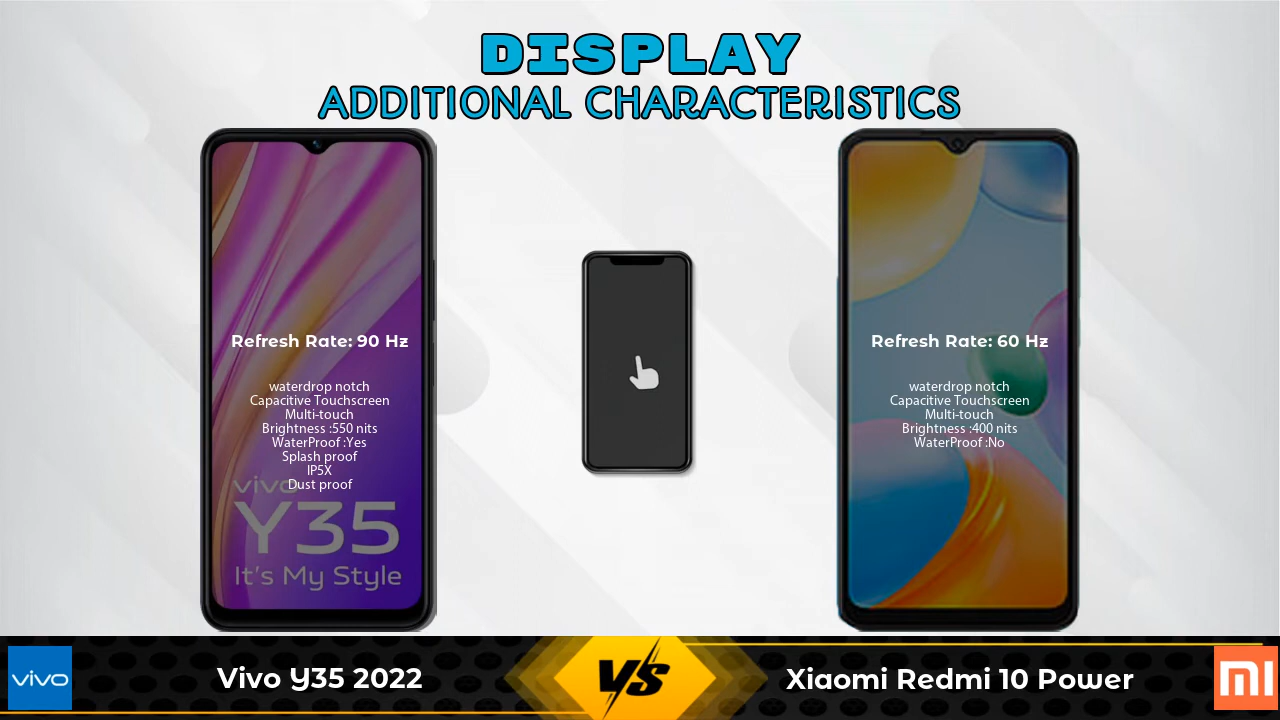 DISPLAY
ADDITIONAL CHARACTERISTICS
Refresh Rate: 90 Hz
waterdrop notch
Capacitive Touchscreen
Multi-touch
Brightness :550 nits
WaterProof :Yes
Splash proof
IP5X
Dust proof
vivo
Y35
It's My Style
Refresh Rate: 60 Hz
waterdrop notch
Capacitive Touchscreen
Multi-touch
Brightness :400 nits
WaterProof :No
vivo
Vivo Y35 2022
VS
Xiaomi Redmi 10 Power
mi